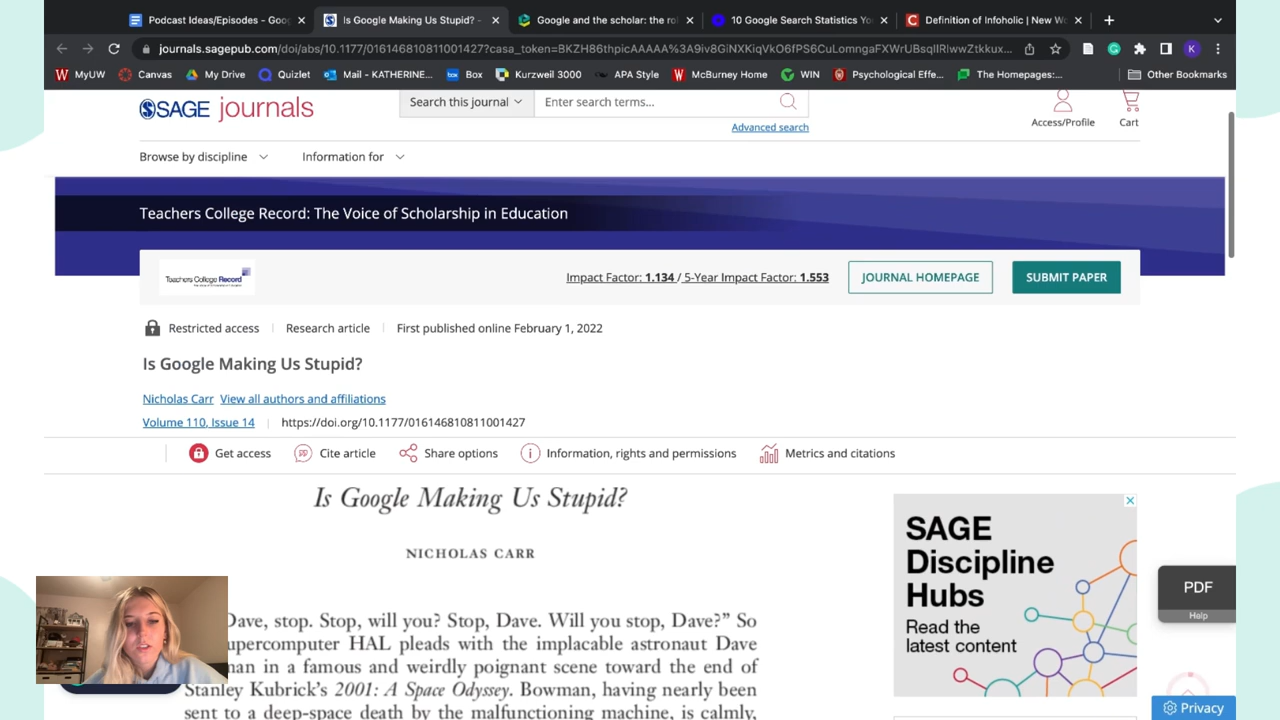 Podcast Ideas/Episodes - Goog
Is Google Making Us Stupid? -
Google and the scholar: the rol
10 Google Search Statistics You
Definition of Infoholic | New Wo
journals.sagepub.com/doi/abs/10.1177/016146810811001427?casa_token=BKZH86thpicAAAAA%3A9iv8GiNXKiqVkO6fPS6CuLomngaFXWrUBsqlIRlwwZtkkux...
K
MyUW
Canvas
My Drive
Quizlet
Mail - KATHERINE...
Box
Kurzweil 3000
APA Style
McBurney Home
WIN
Psychological Effe...
The Homepages:...
Other Bookmarks
SAGE journals
Search this journal
Enter search terms...
Advanced search
Access/Profile
Cart
Browse by discipline
Information for
Teachers College Record: The Voice of Scholarship in Education
Teachers College Record
Impact Factor: 1.134 / 5-Year Impact Factor: 1.553
JOURNAL HOMEPAGE
SUBMIT PAPER
Restricted access
Research article
First published online February 1, 2022
Is Google Making Us Stupid?
Nicholas Carr View all authors and affiliations
Volume 110, Issue 14
https://doi.org/10.1177/016146810811001427
Get access
Cite article
Share options
Information, rights and permissions
Metrics and citations
Is Google Making Us Stupid?
NICHOLAS CARR
Dave, stop. Stop, will you? Stop, Dave. Will you stop, Dave?” So
upercomputer HAL pleads with the implacable astronaut Dave
man in a famous and weirdly poignant scene toward the end of
Stanley Kubrick's 2001: A Space Odyssey. Bowman, having nearly been
sent to a deep-space death by the malfunctioning machine, is calmly,
SAGE
Discipline
Hubs
Read the
latest content
PDF
Help
Privacy